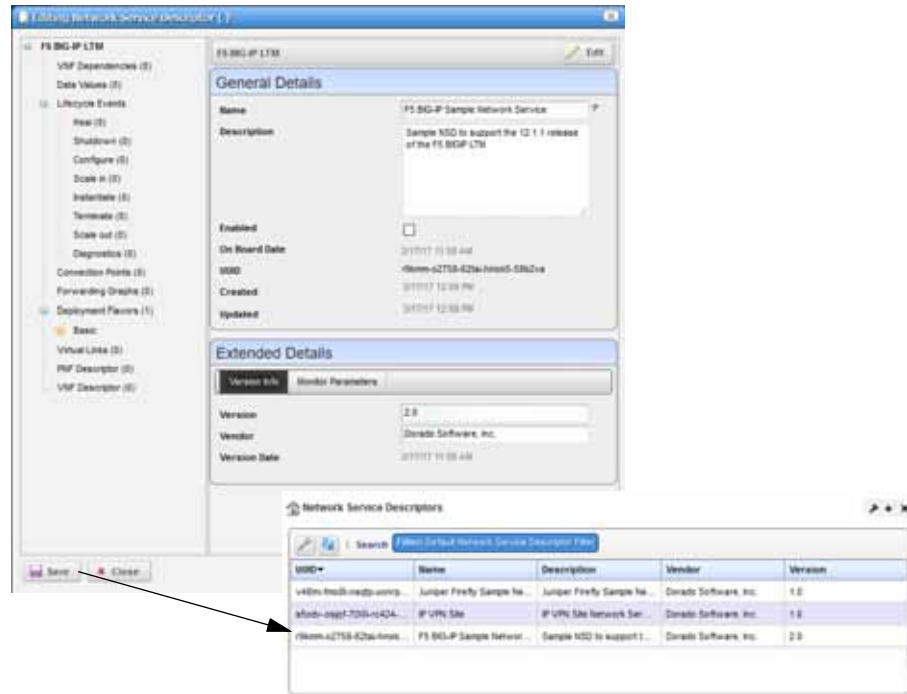 Editing Network Service Descriptor ( )
F5 BIG-IP LTM
VNF Dependencies (0)
Data Values (0)
Lifecycle Events
Heal (0)
Shutdown (0)
Configure (0)
Scale in (0)
Instantiate (0)
Terminate (0)
Scale out (0)
Diagnostics (0)
Connection Points (0)
Forwarding Graphs (0)
Deployment Flavors (1)
Basic
Virtual Links (0)
PNF Descriptor (0)
VNF Descriptor (0)
F5 BIG-IP LTM
Edit
General Details
Name
F5 BIG-IP Sample Network Service
Description
Sample NSD to support the 12.1.1 release
of the F5 BIGIP LTM
Enabled
On Board Date
UUID
Created
Updated
Extended Details
Version Info
Monitor Parameters
Version
2.0
Vendor
Dorado Software, Inc.
Version Date
Save
Close
Network Service Descriptors
Search
Filters Default Network Service Descriptor Filter
UUID Name Description Vendor Version
Juniper Firefly Sample Ne... Juniper Firefly Sample Ne... Dorado Software, Inc. 1.0
IP VPN Site IP VPN Site Network Ser... Dorado Software, Inc. 1.0
F5 BIG-IP Sample Networ... Sample NSD to support t... Dorado Software, Inc. 2.0